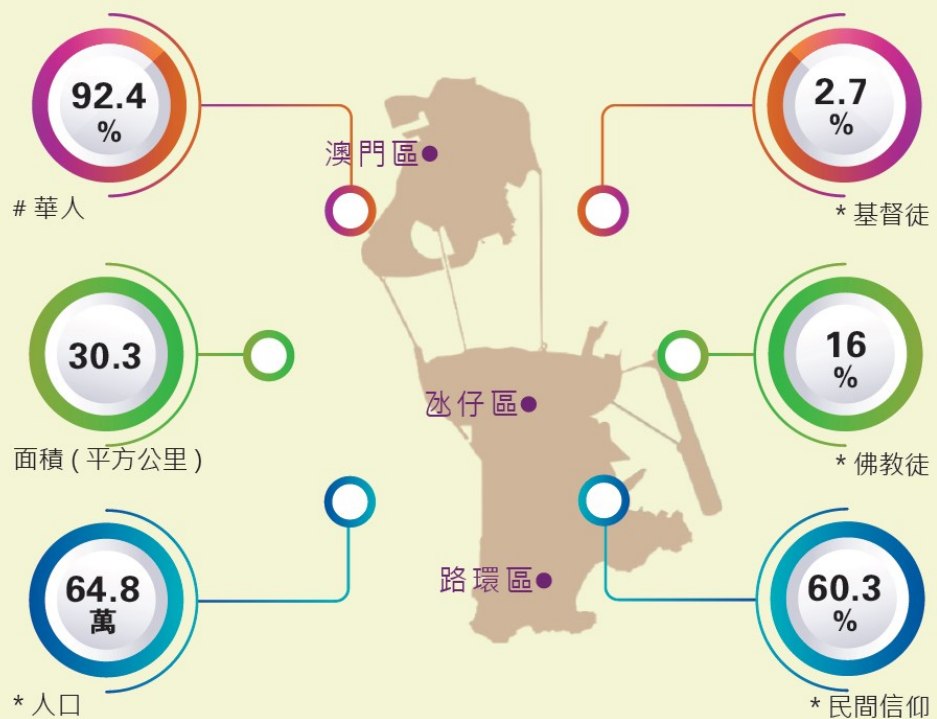 92.4
%
# 華人
2.7
%
* 基督徒
澳門區
30.3
面積 ( 平方公里 )
16
%
* 佛教徒
氹仔區
64.8
萬
* 人口
60.3
%
* 民間信仰
路環區